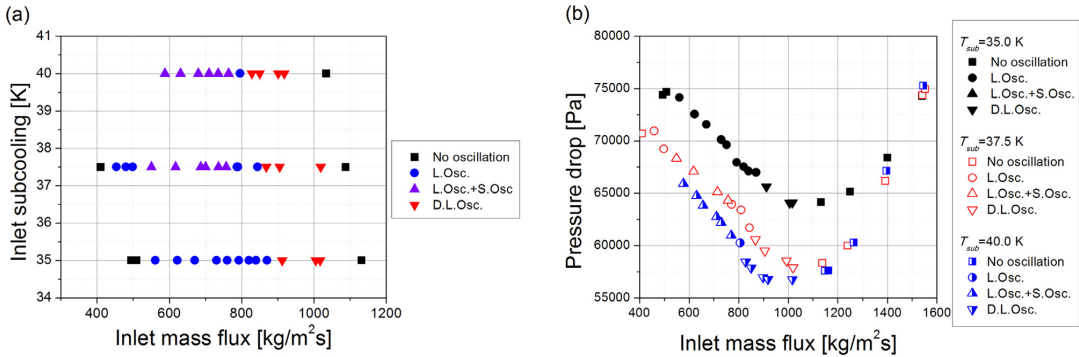 (a)
Inlet subcooling [K]
41
40
39
38
37
36
35
34
400 600 800 1000 1200
Inlet mass flux [kg/m²s]
No oscillation
L.Osc.
L.Osc.+S.Osc
D.L.Osc.
(b)
Pressure drop [Pa]
80000
75000
70000
65000
60000
55000
400 600 800 1000 1200 1400 1600
Inlet mass flux [kg/m²s]
Tsub=35.0 K
No oscillation
L.Osc.
L.Osc.+S.Osc.
D.L.Osc.
Tsub=37.5 K
No oscillation
L.Osc.
L.Osc.+S.Osc.
D.L.Osc.
Tsub=40.0 K
No oscillation
L.Osc.
L.Osc.+S.Osc.
D.L.Osc.